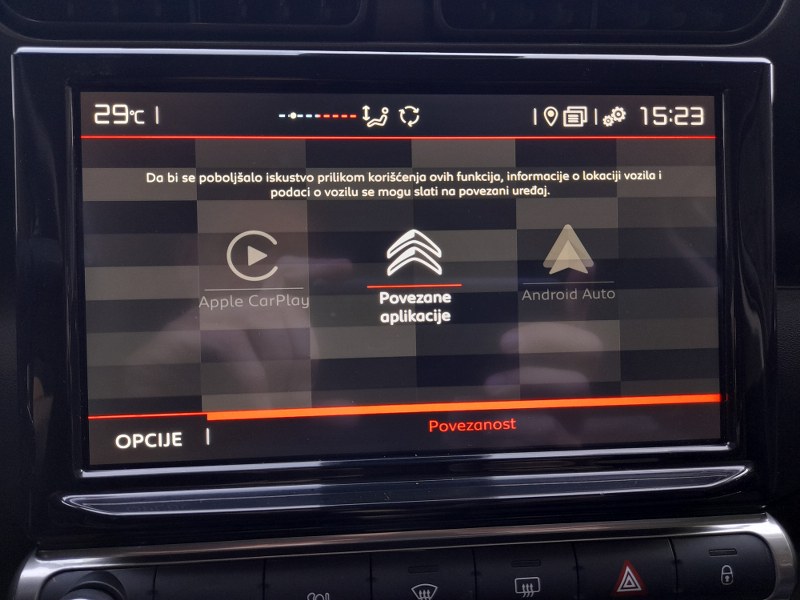 29°C
15:23
Da bi se poboljšalo iskustvo prilikom korišćenja ovih funkcija, informacije o lokaciji vozila i
podaci o vozilu se mogu slati na povezani uređaj.
Apple CarPlay
Povezane
aplikacije
Android Auto
OPCIJE
Povezanost